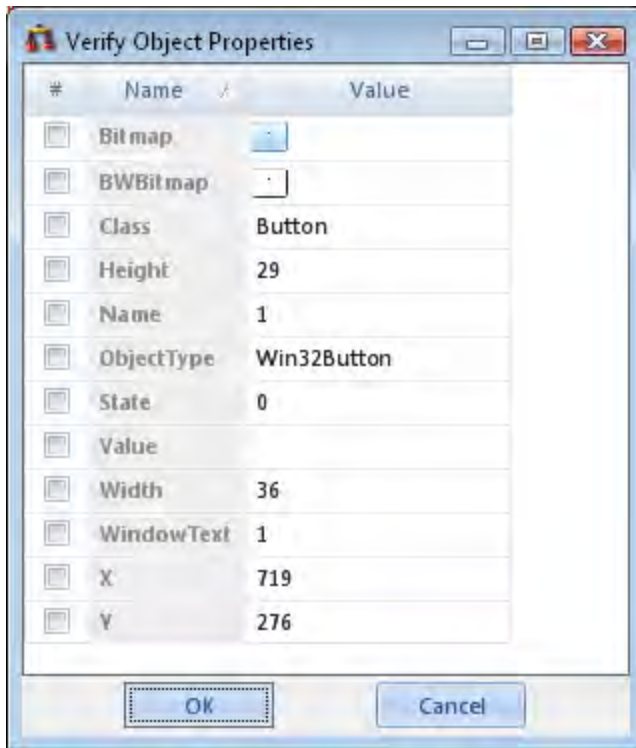 Verify Object Properties
# Name Value
Bitmap
BWBitmap
Class Button
Height 29
Name 1
ObjectType Win32Button
State 0
Value
Width 36
WindowText 1
X 719
Y 276
OK Cancel